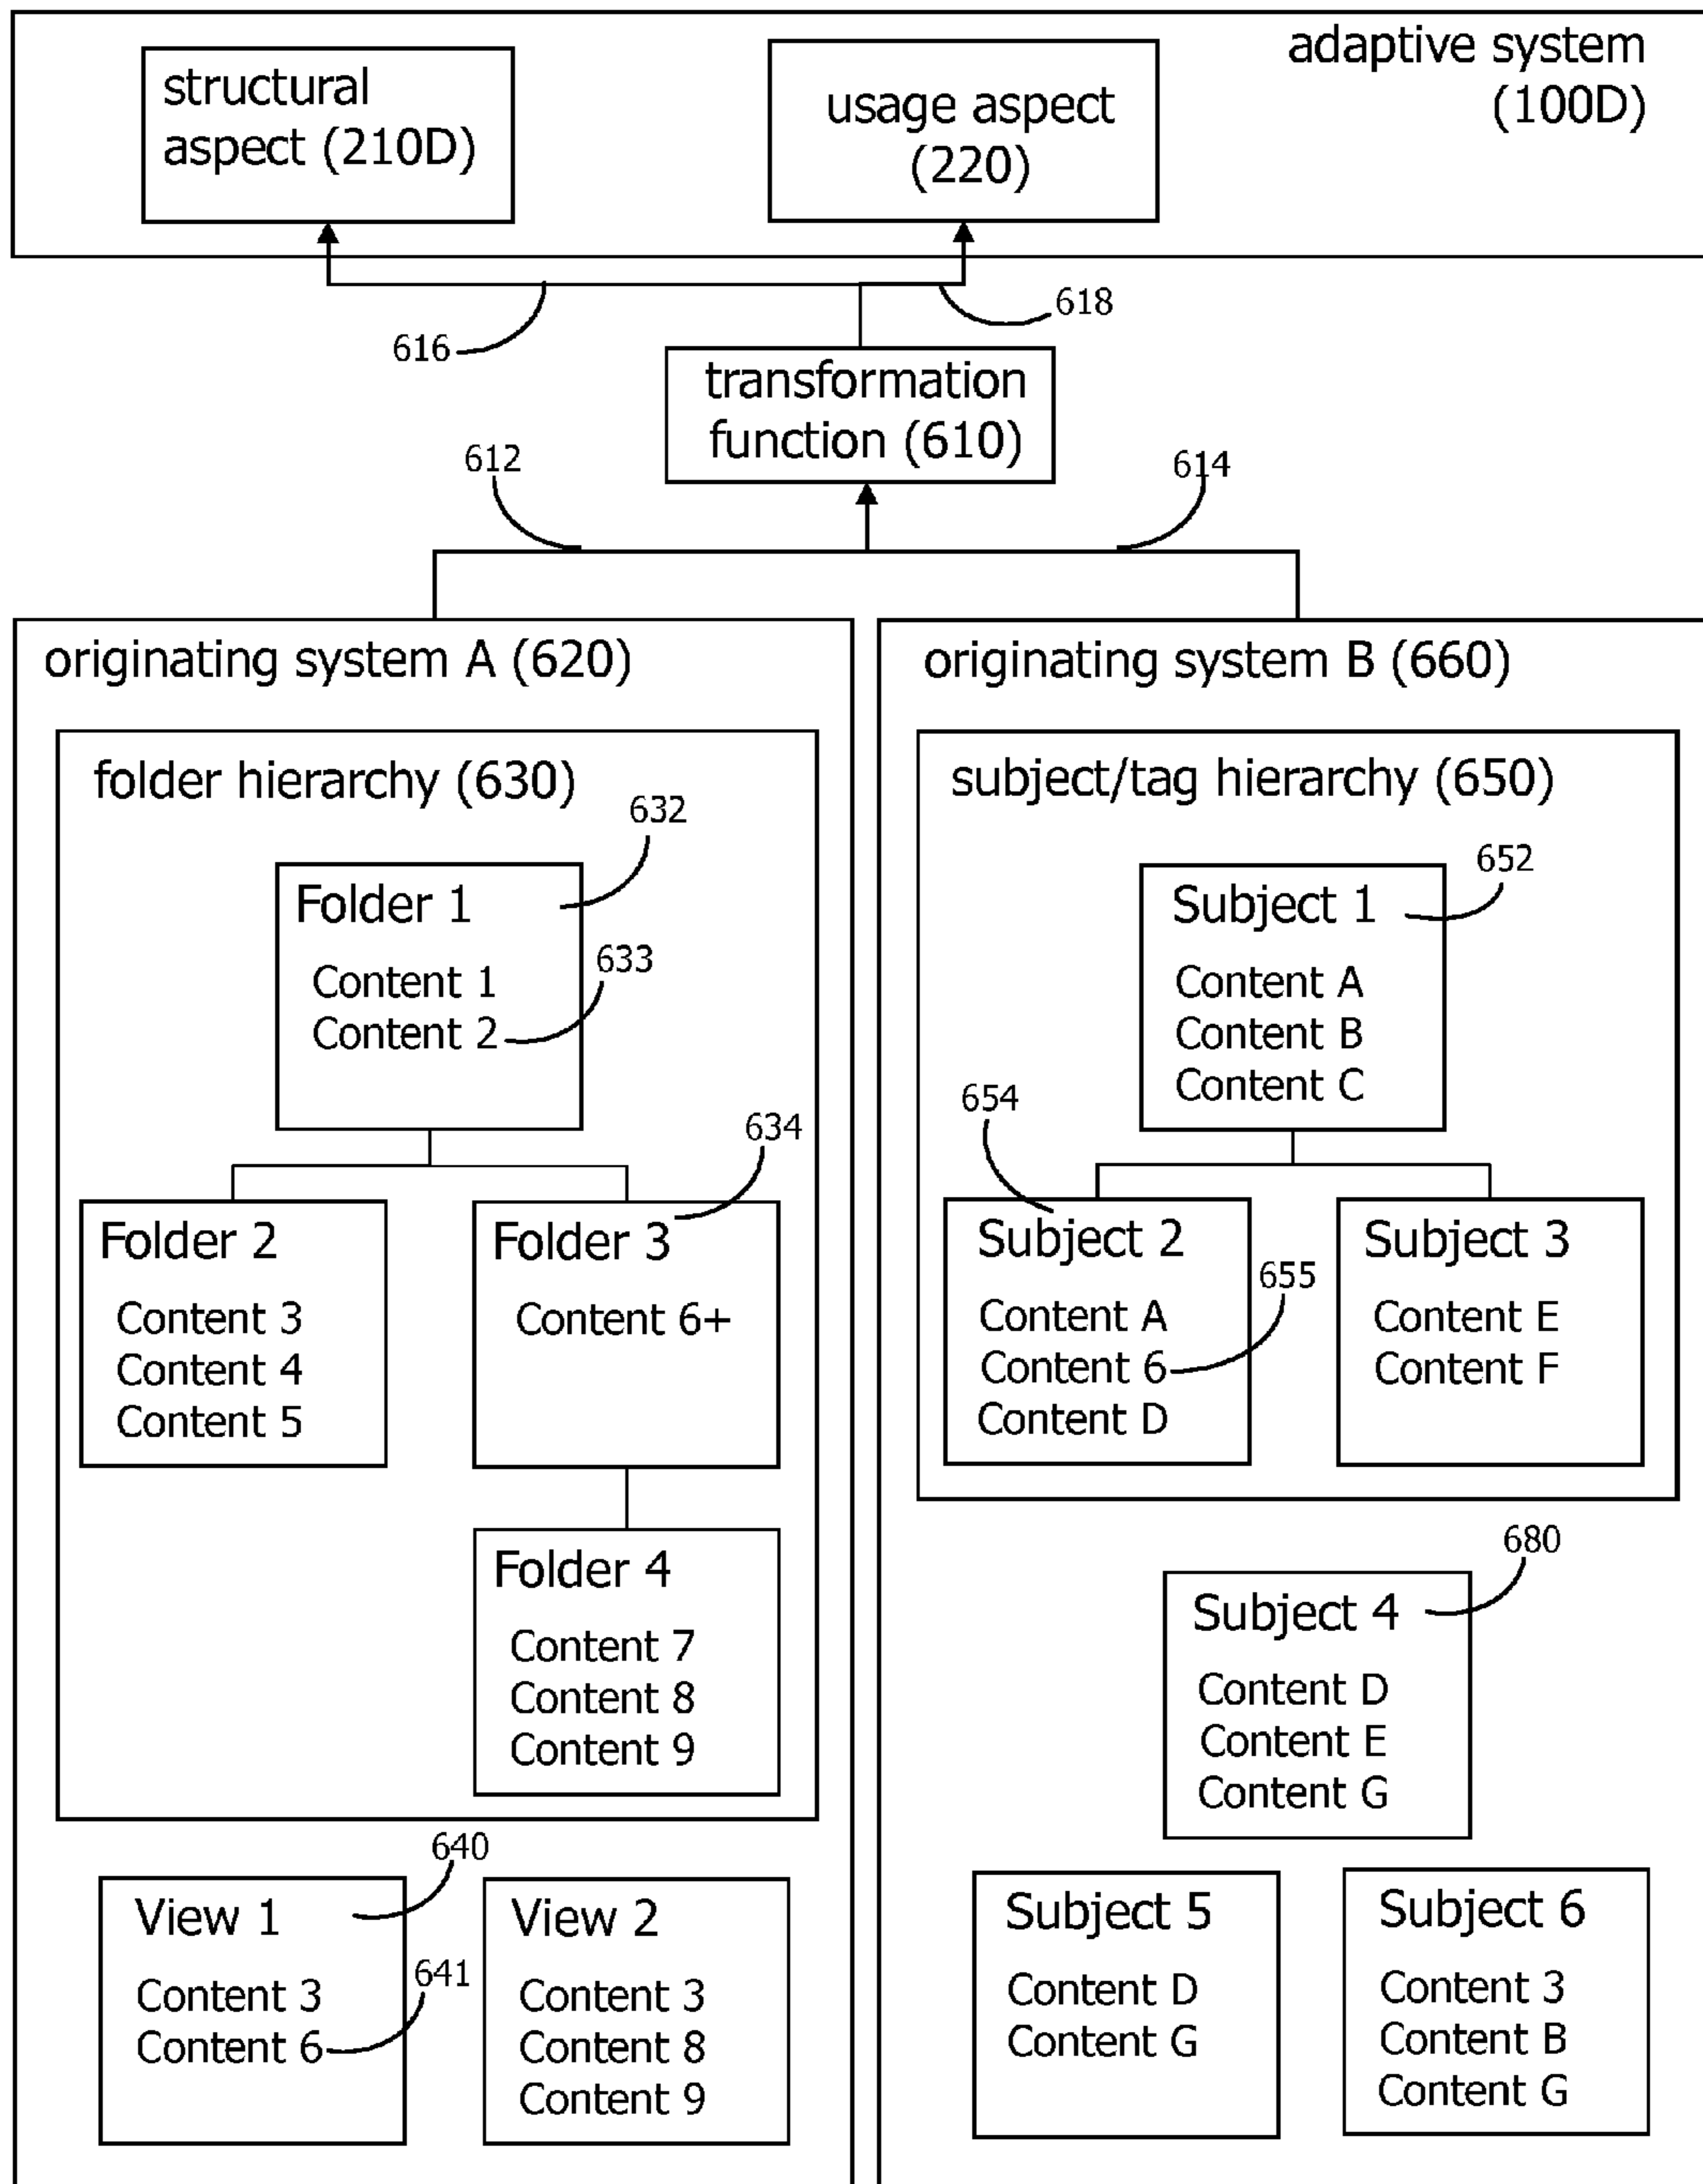 structural
aspect (210D)
usage aspect
(220)
adaptive system
(100D)
616
618
transformation
function (610)
612
614
originating system A (620)
folder hierarchy (630)
632
Folder 1
Content 1
633
Content 2
634
Folder 2
Content 3
Content 4
Content 5
Folder 3
Content 6+
Folder 4
Content 7
Content 8
Content 9
640
View 1
Content 3
641
Content 6
View 2
Content 3
Content 8
Content 9
originating system B (660)
subject/tag hierarchy (650)
652
Subject 1
Content A
Content B
Content C
654
Subject 2
655
Content A
Content 6
Content D
Subject 3
Content E
Content F
680
Subject 4
Content D
Content E
Content G
Subject 5
Content D
Content G
Subject 6
Content 3
Content B
Content G